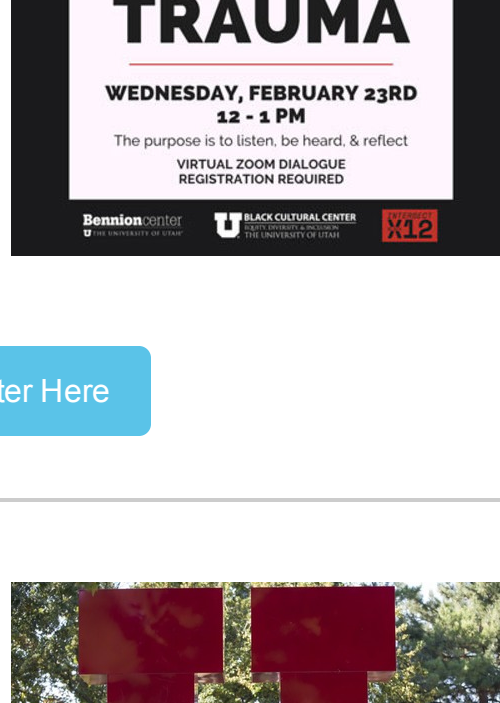 TRAUMA
WEDNESDAY, FEBRUARY 23RD
12 - 1 PM
The purpose is to listen, be heard, & reflect
VIRTUAL ZOOM DIALOGUE
REGISTRATION REQUIRED
Bennioncenter
U THE UNIVERSITY OF UTAH
U BLACK CULTURAL CENTER
EQUITY, DIVERSITY & INCLUSION
THE UNIVERSITY OF UTAH
INTERSECT
X12
ter Here